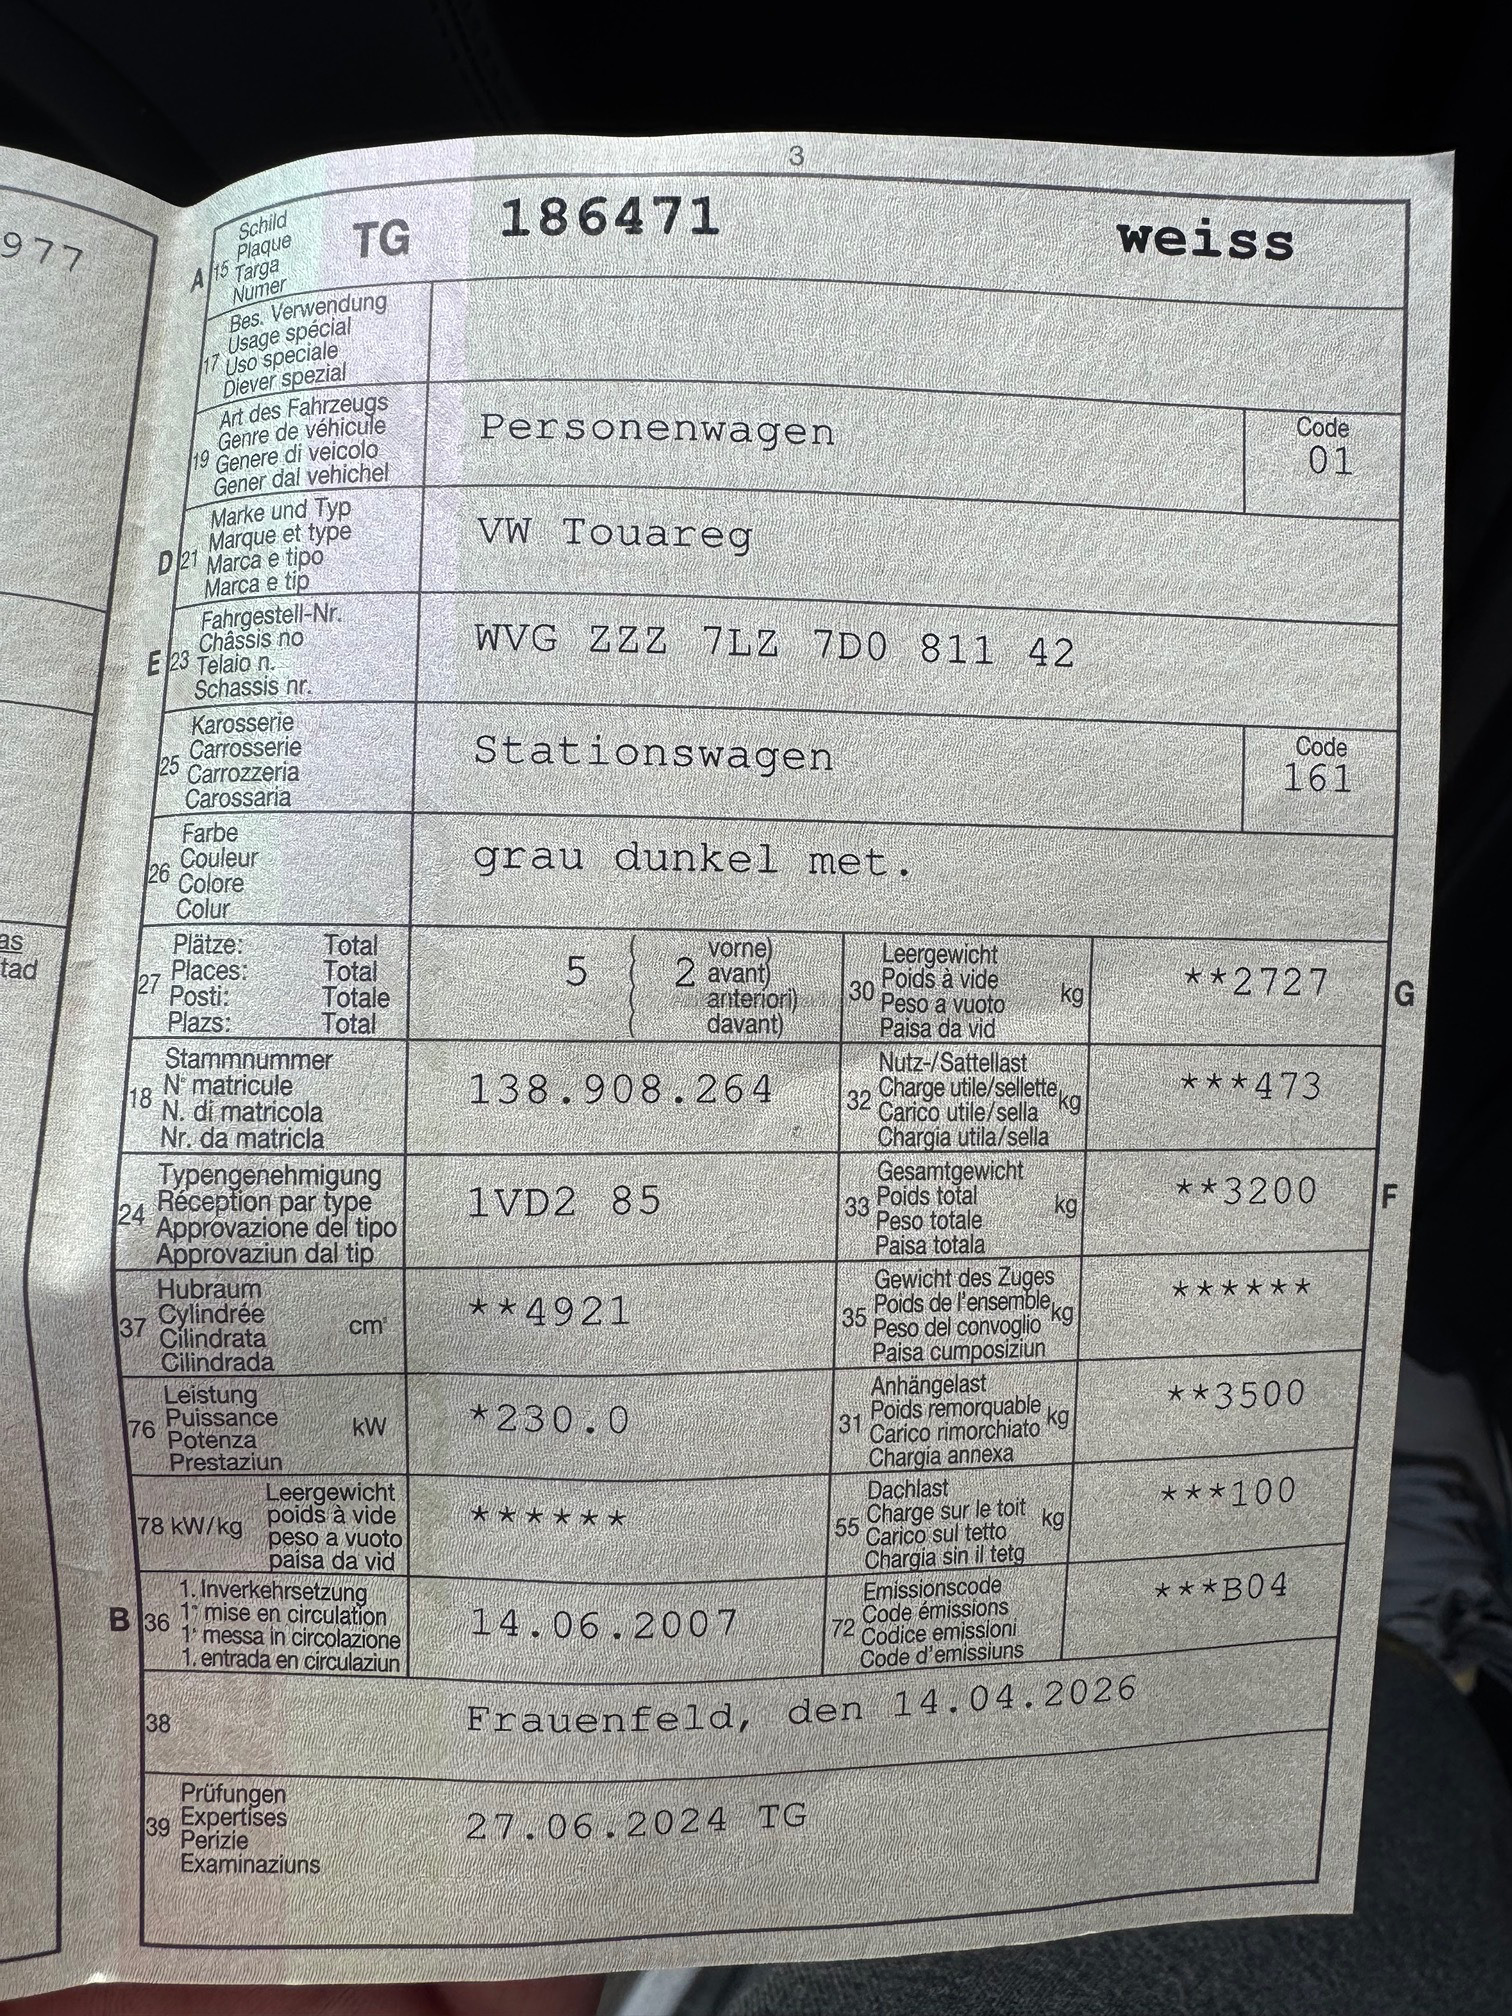 3
977
as
tad
A 15 Schild
Plaque
Targa
Numer
TG 186471 weiss
17 Bes. Verwendung
Usage spécial
Uso speciale
Diever spezial
19 Art des Fahrzeugs
Genre de véhicule
Genere di veicolo
Gener dal vehichel
Personenwagen
Code
01
D 21 Marke und Typ
Marque et type
Marca e tipo
Marca e tip
VW Touareg
E 23 Fahrgestell-Nr.
Châssis no
Telaio n.
Schassis nr.
WVG ZZZ 7LZ 7D0 811 42
25 Karosserie
Carrosserie
Carrozzeria
Carossaria
Stationswagen
Code
161
26 Farbe
Couleur
Colore
Colur
grau dunkel met.
27 Plätze: Total
Places: Total
Posti: Totale
Plazs: Total
5 ( 2 vorne)
( avant)
( anteriori)
( davant)
30 Leergewicht
Poids à vide
Peso a vuoto
Paisa da vid
kg
**2727
G
18 Stammnummer
N° matricule
N. di matricola
Nr. da matricla
138.908.264
32 Nutz-/Sattellast
Charge utile/sellette
Carico utile/sella
Chargia utila/sella
kg
***473
24 Typengenehmigung
Réception par type
Approvazione del tipo
Approvaziun dal tip
1VD2 85
33 Gesamtgewicht
Poids total
Peso totale
Paisa totala
kg
**3200
F
37 Hubraum
Cylindrée
Cilindrata
Cilindrada
cm³
**4921
35 Gewicht des Zuges
Poids de l'ensemble
Peso del convoglio
Paisa cumposiziun
kg
******
76 Leistung
Puissance
Potenza
Prestaziun
kW
*230.0
31 Anhängelast
Poids remorquable
Carico rimorchiato
Chargia annexa
kg
**3500
78 kW/kg Leergewicht
poids à vide
peso a vuoto
paisa da vid
******
55 Dachlast
Charge sur le toit
Carico sul tetto
Chargia sin il tetg
kg
***100
B 36 1. Inverkehrsetzung
1re mise en circulation
1a messa in circolazione
1. entrada en circulaziun
14.06.2007
72 Emissionscode
Code émissions
Codice emissioni
Code d'emissiuns
***B04
38 Frauenfeld, den 14.04.2026
39 Prüfungen
Expertises
Perizie
Examinaziuns
27.06.2024 TG